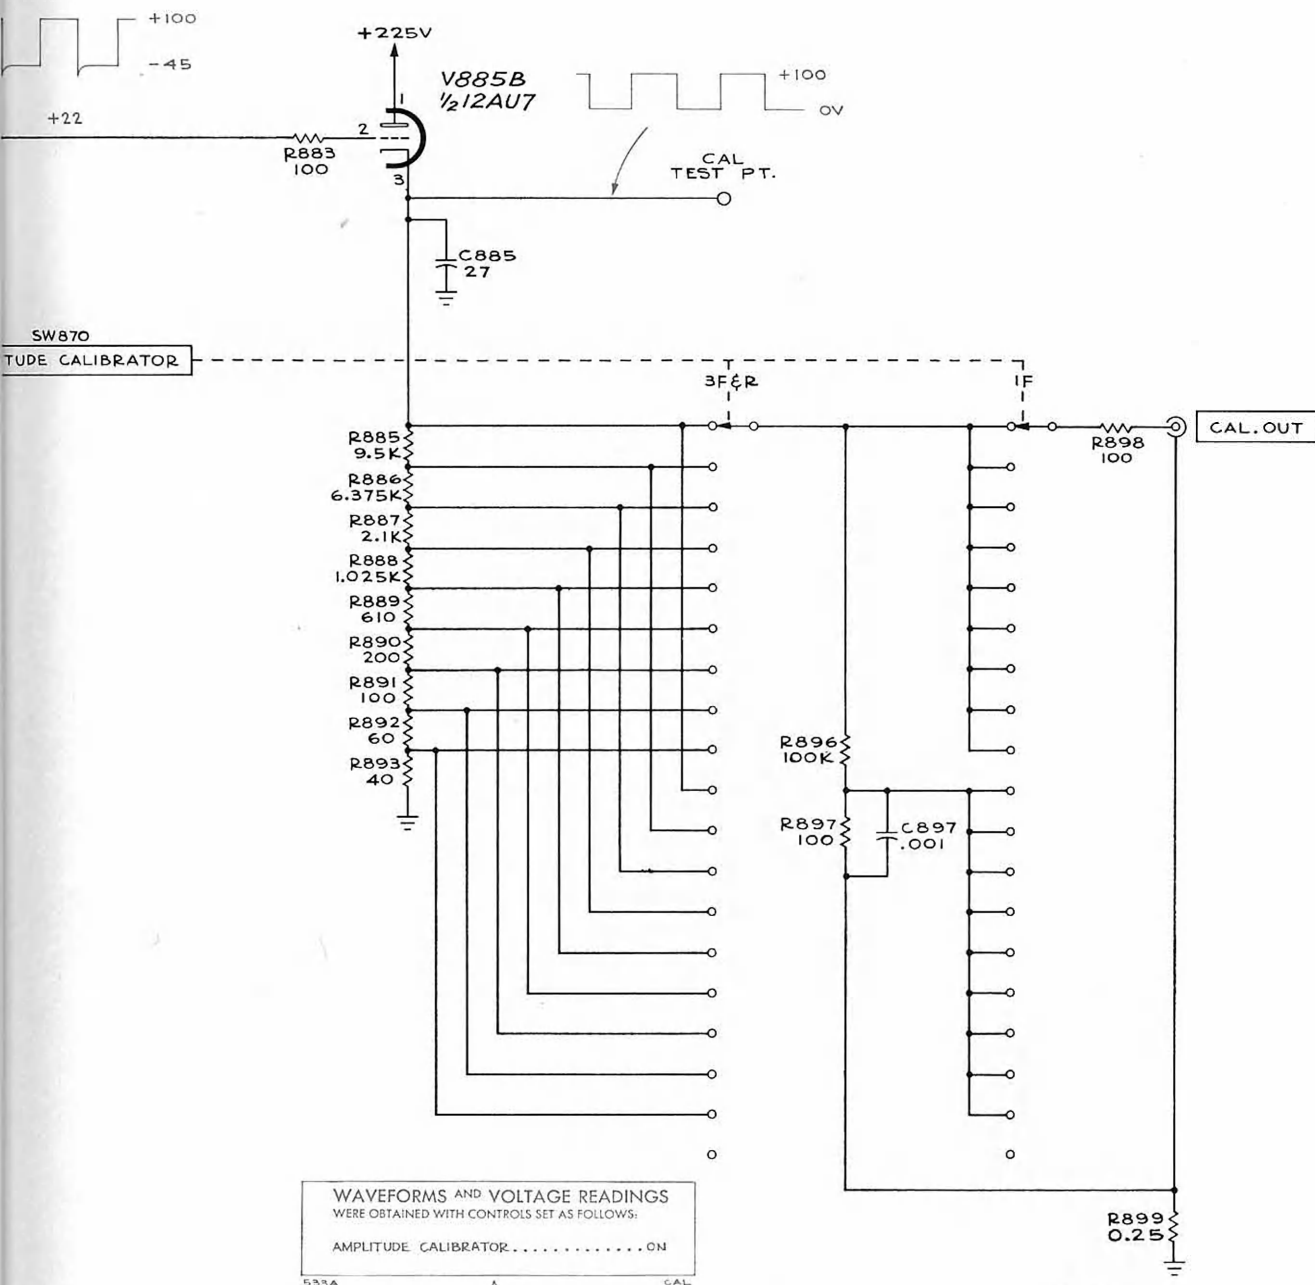 +100
-45
+225V
V885B
½12AU7
+100
0V
+22
1
2
3
R883
100
CAL
TEST PT.
C885
27
SW870
TUDE CALIBRATOR
3F&R
1F
R885
9.5K
R886
6.375K
R887
2.1K
R888
1.025K
R889
610
R890
200
R891
100
R892
60
R893
40
R898
100
CAL.OUT
R896
100K
R897
100
C897
.001
R899
0.25
WAVEFORMS AND VOLTAGE READINGS
WERE OBTAINED WITH CONTROLS SET AS FOLLOWS:
AMPLITUDE CALIBRATOR.............ON
533A
A
CAL